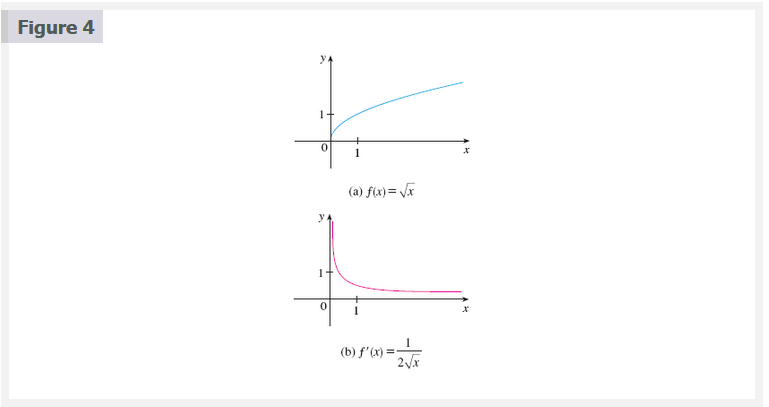 Figure 4
y
1
0
1
x
(a) f(x) = √x
y
1
0
1
x
(b) f'(x) = 1/(2√x)